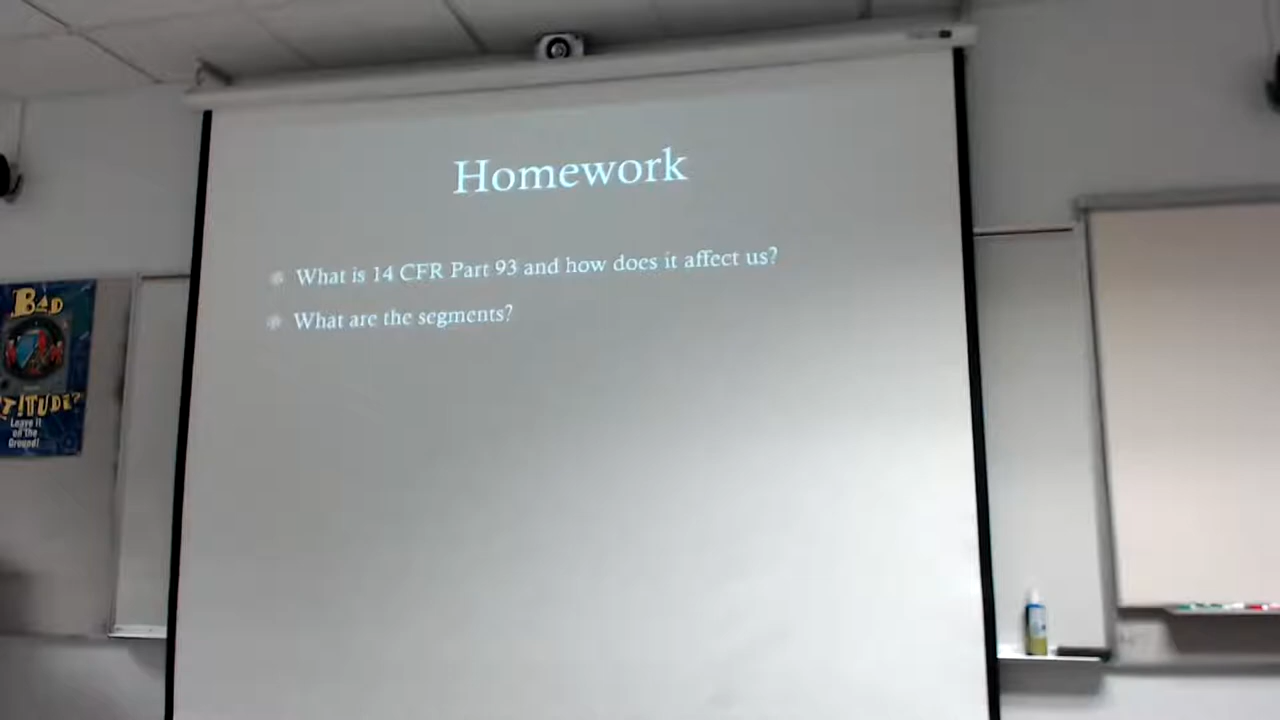 Homework
What is 14 CFR Part 93 and how does it affect us?
What are the segments?
BAD
TTITUDE?
Leave it
on the
Ground!